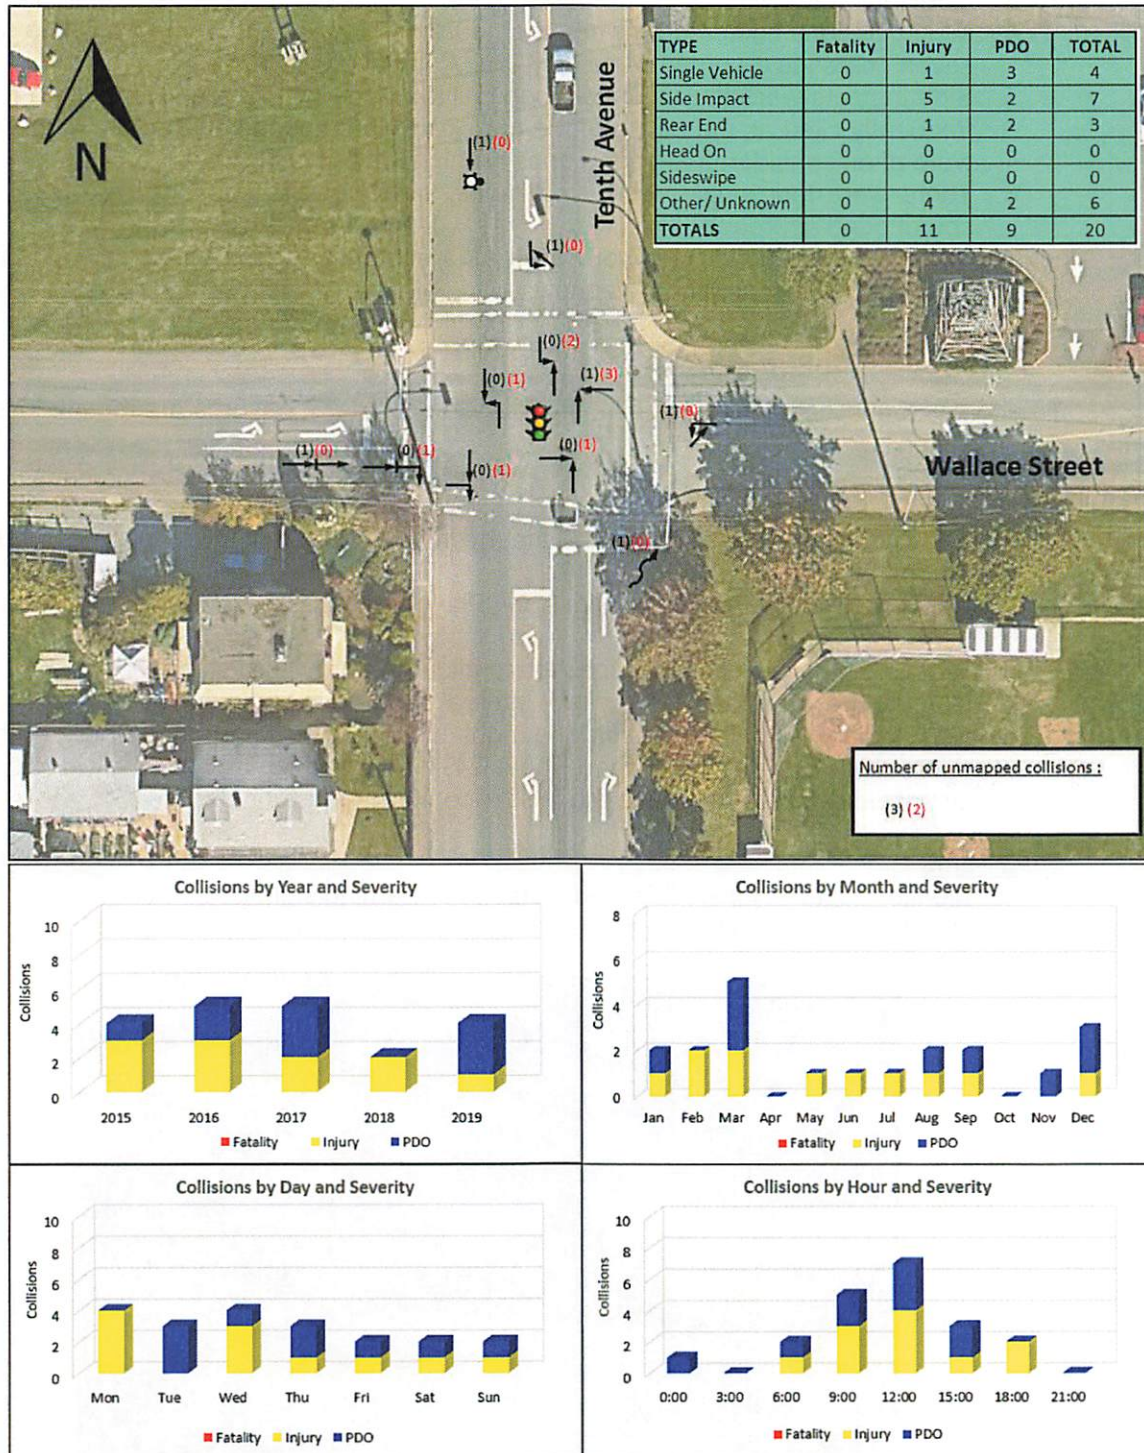 N
Tenth Avenue
TYPE Fatality Injury PDO TOTAL
Single Vehicle 0 1 3 4
Side Impact 0 5 2 7
Rear End 0 1 2 3
Head On 0 0 0 0
Sideswipe 0 0 0 0
Other/ Unknown 0 4 2 6
TOTALS 0 11 9 20
(1)(0)
(1)(0)
(0)(2)
(0)(1)
(1)(3)
(1)(0)
(1)(0)
(0)(1)
(0)(1)
(0)(1)
Wallace Street
(1)(0)
Number of unmapped collisions :
(3) (2)
Collisions by Year and Severity
Collisions
10
8
6
4
2
0
2015 2016 2017 2018 2019
Fatality Injury PDO
Collisions by Month and Severity
Collisions
8
6
4
2
0
Jan Feb Mar Apr May Jun Jul Aug Sep Oct Nov Dec
Fatality Injury PDO
Collisions by Day and Severity
Collisions
10
8
6
4
2
0
Mon Tue Wed Thu Fri Sat Sun
Fatality Injury PDO
Collisions by Hour and Severity
Collisions
10
8
6
4
2
0
0:00 3:00 6:00 9:00 12:00 15:00 18:00 21:00
Fatality Injury PDO